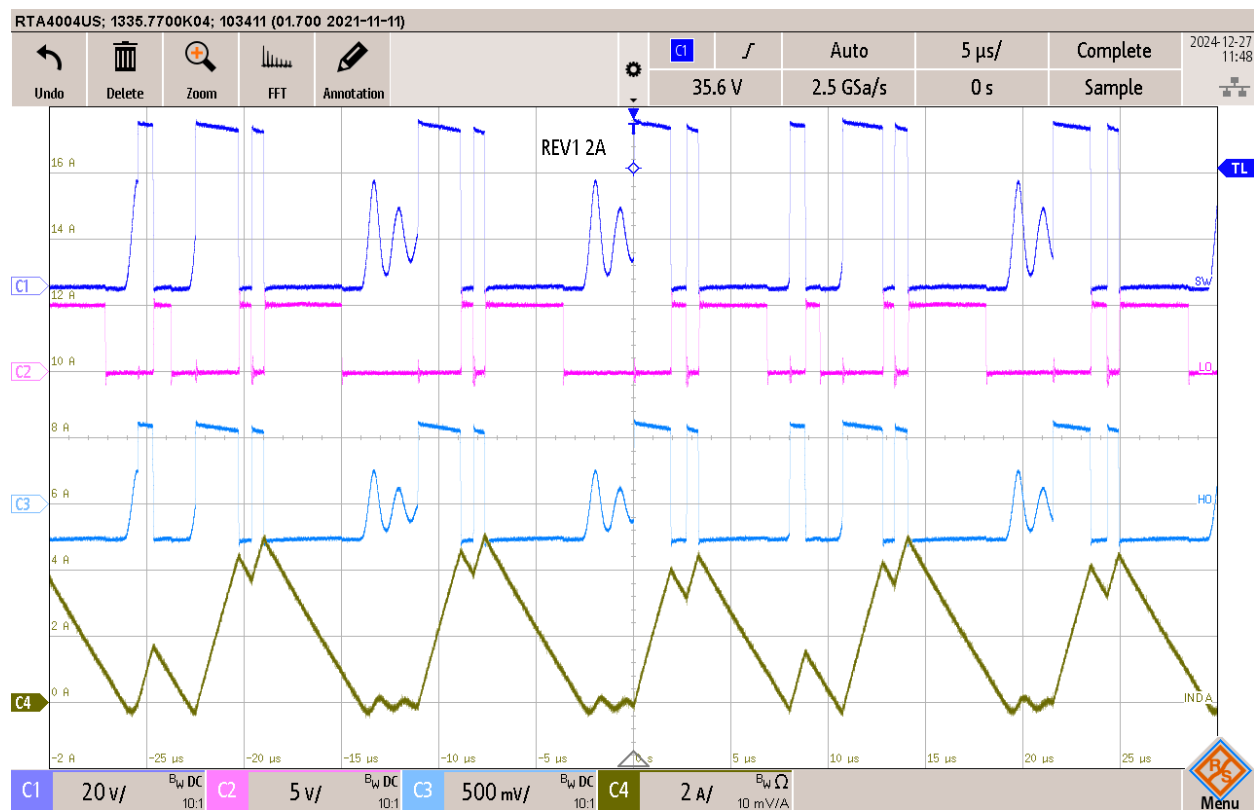 RTA4004US; 1335.7700K04; 103411 (01.700 2021-11-11)
Undo Delete Zoom FFT Annotation
C1 Auto 5 µs/ Complete
35.6 V 2.5 GSa/s 0 s Sample
2024-12-27
11:48
T
REV1 2A
16 A
TL
14 A
C1
SW
12 A
10 A
C2
LO
8 A
6 A
C3
HO
4 A
2 A
0 A
C4
IND A
-2 A -25 µs -20 µs -15 µs -10 µs -5 µs 0 s 5 µs 10 µs 15 µs 20 µs 25 µs
C1 20 V/ BW DC 10:1 C2 5 V/ BW DC 10:1 C3 500 mV/ BW DC 10:1 C4 2 A/ BW Ω 10 mV/A
R S
Menu